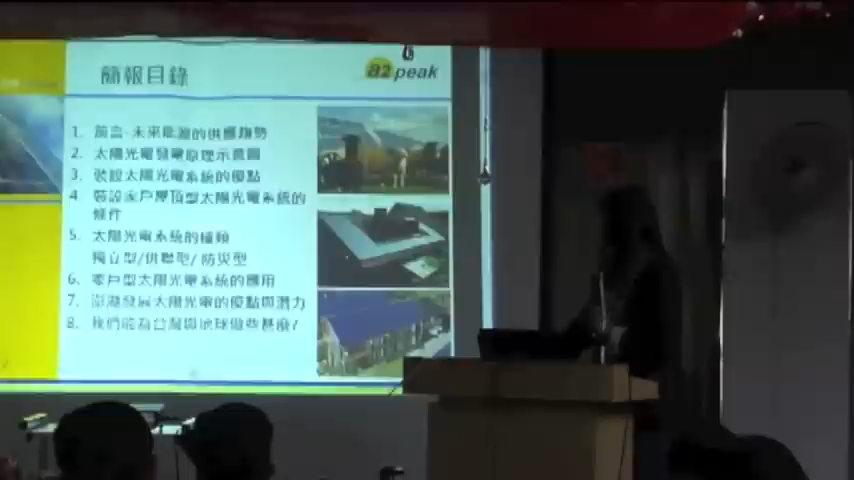 簡報目錄
a2peak
1. 前言-未來能源的供應趨勢
2. 太陽光電發電原理示意圖
3. 裝設太陽光電系統的優點
4. 裝設家戶屋頂型太陽光電系統的
條件
5. 太陽光電系統的種類
獨立型/併聯型/防災型
6. 零戶型太陽光電系統的應用
7. 澎湖發展太陽光電的優點與潛力
8. 我們能為台灣與地球做些甚麼?